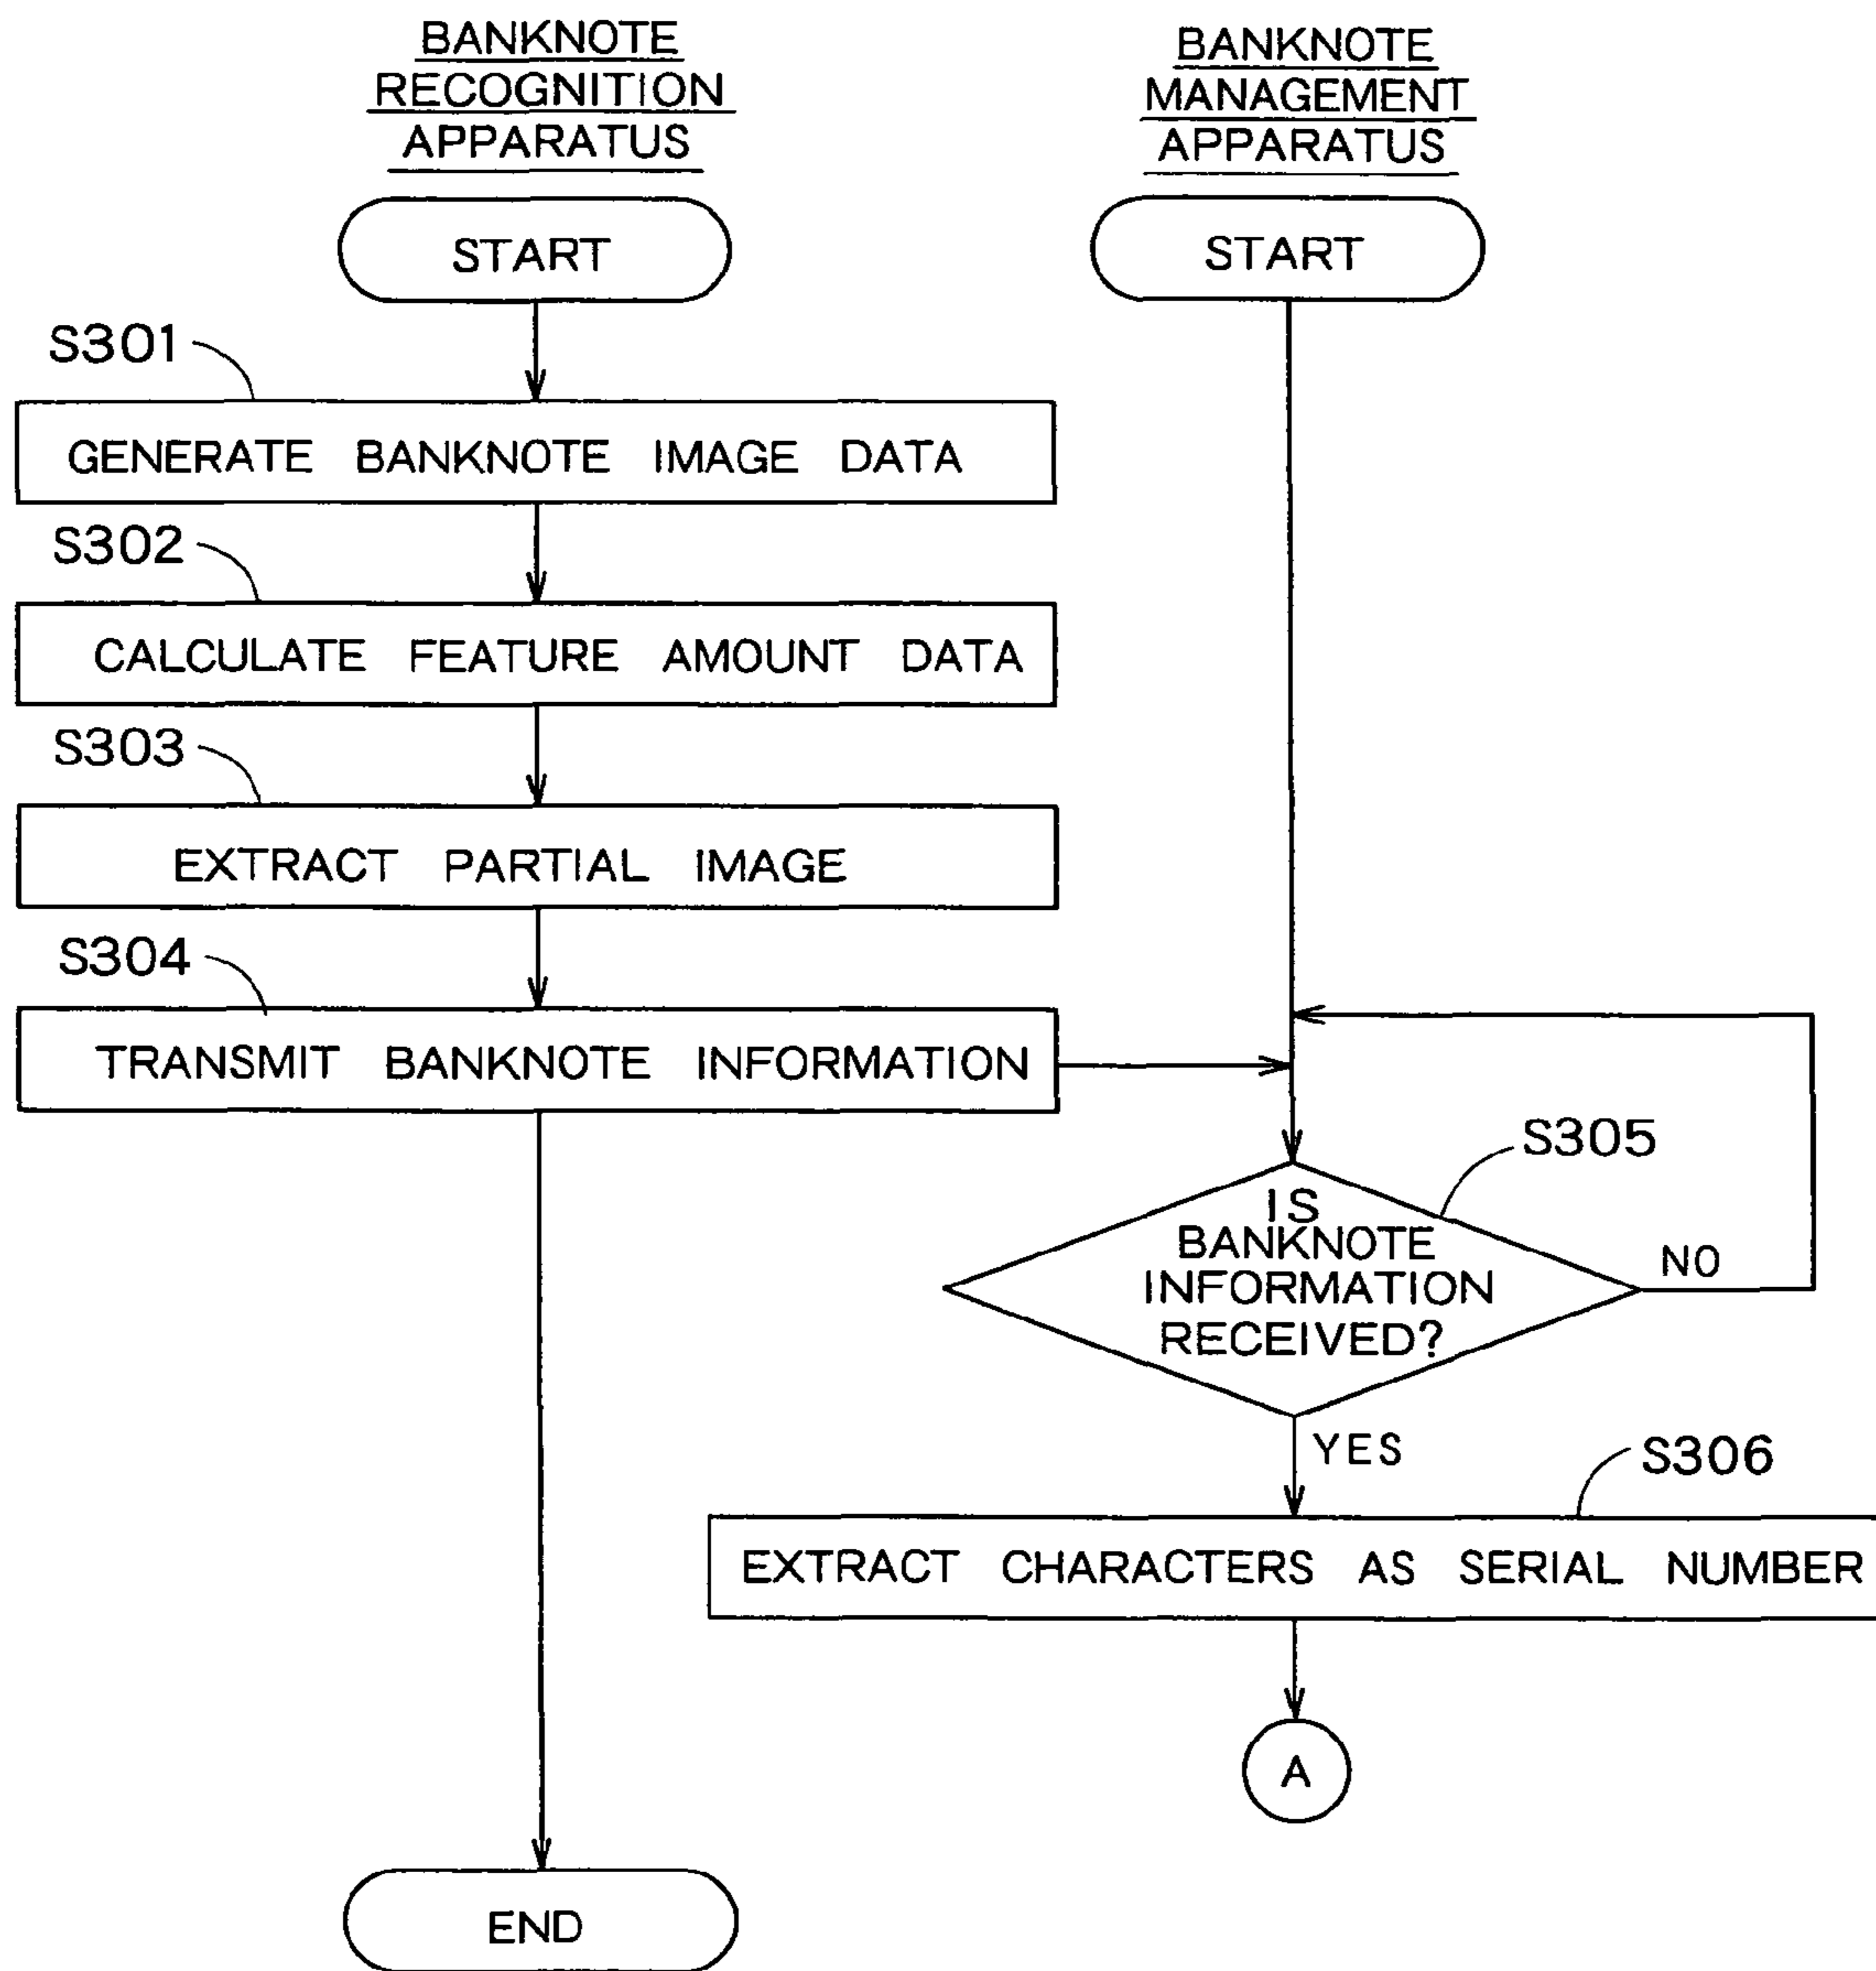 BANKNOTE
RECOGNITION
APPARATUS
BANKNOTE
MANAGEMENT
APPARATUS
START
START
S301
GENERATE BANKNOTE IMAGE DATA
S302
CALCULATE FEATURE AMOUNT DATA
S303
EXTRACT PARTIAL IMAGE
S304
TRANSMIT BANKNOTE INFORMATION
S305
IS
BANKNOTE
INFORMATION
RECEIVED?
NO
YES
S306
EXTRACT CHARACTERS AS SERIAL NUMBER
A
END